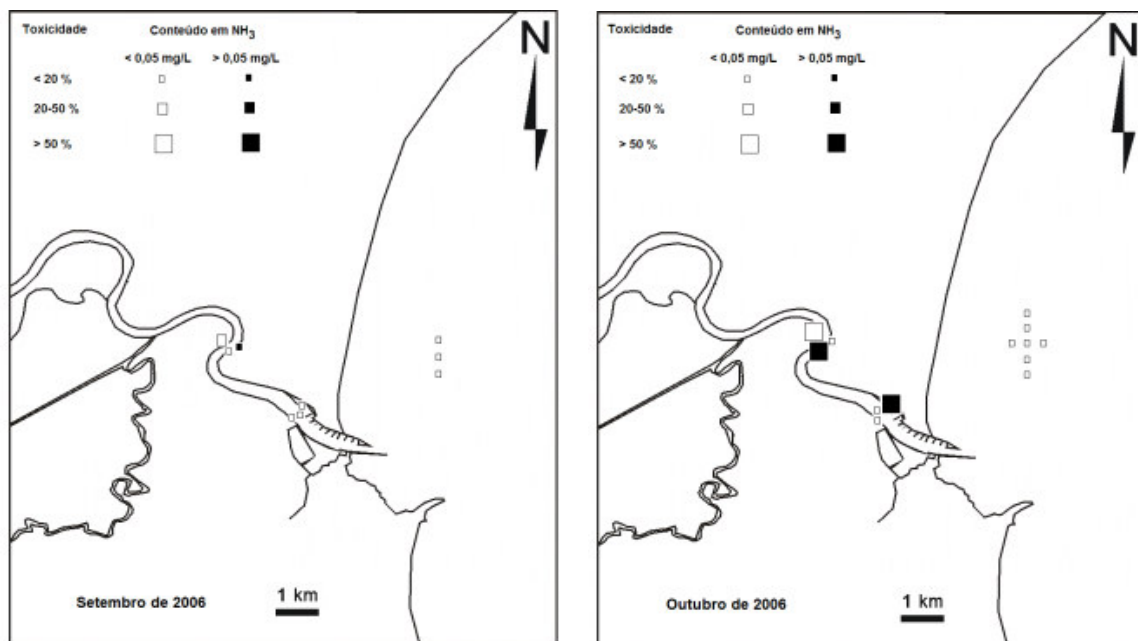 Toxicidade Conteúdo em NH3
< 0,05 mg/L > 0,05 mg/L
< 20 %
20-50 %
> 50 %
N
Setembro de 2006
1 km
Toxicidade Conteúdo em NH3
< 0,05 mg/L > 0,05 mg/L
< 20 %
20-50 %
> 50 %
N
Outubro de 2006
1 km